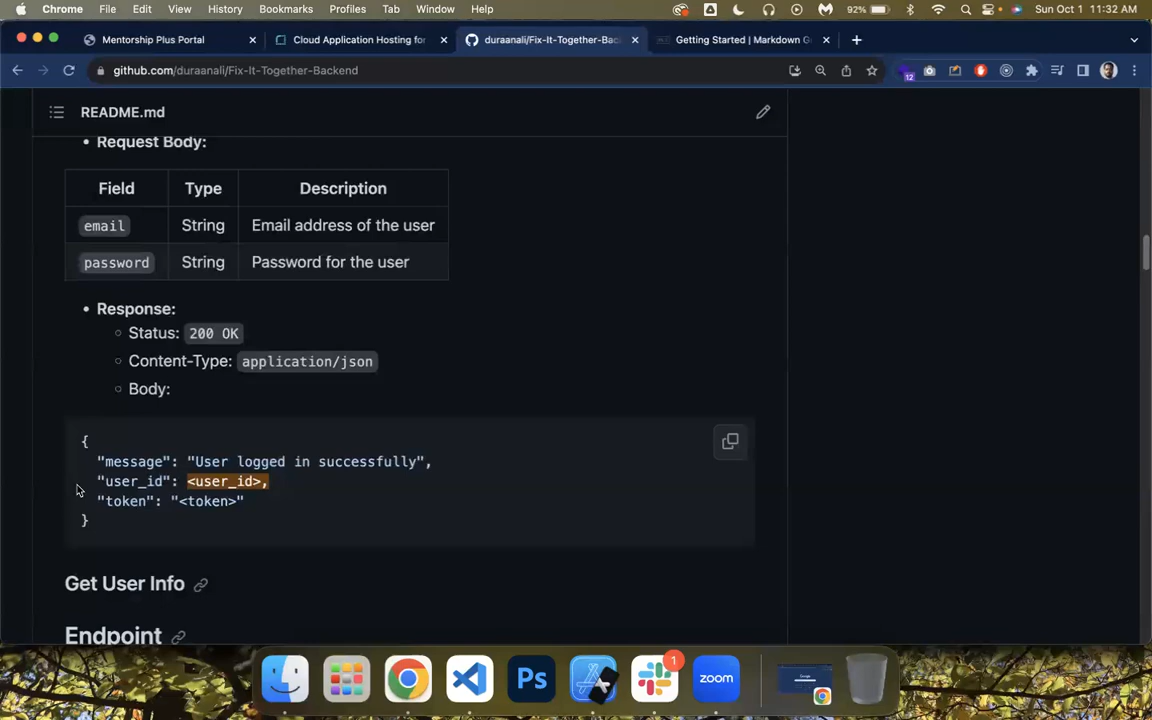 Chrome File Edit View History Bookmarks Profiles Tab Window Help 92% Sun Oct 1 11:32 AM
Mentorship Plus Portal Cloud Application Hosting for duraanali/Fix-It-Together-Bac Getting Started | Markdown G
github.com/duraanali/Fix-It-Together-Backend 12
README.md
Request Body:
Field Type Description
email String Email address of the user
password String Password for the user
Response:
Status: 200 OK
Content-Type: application/json
Body:
{
"message": "User logged in successfully",
"user_id": <user_id>,
"token": "<token>"
}
Get User Info
Endpoint
Ps 1 zoom
Google